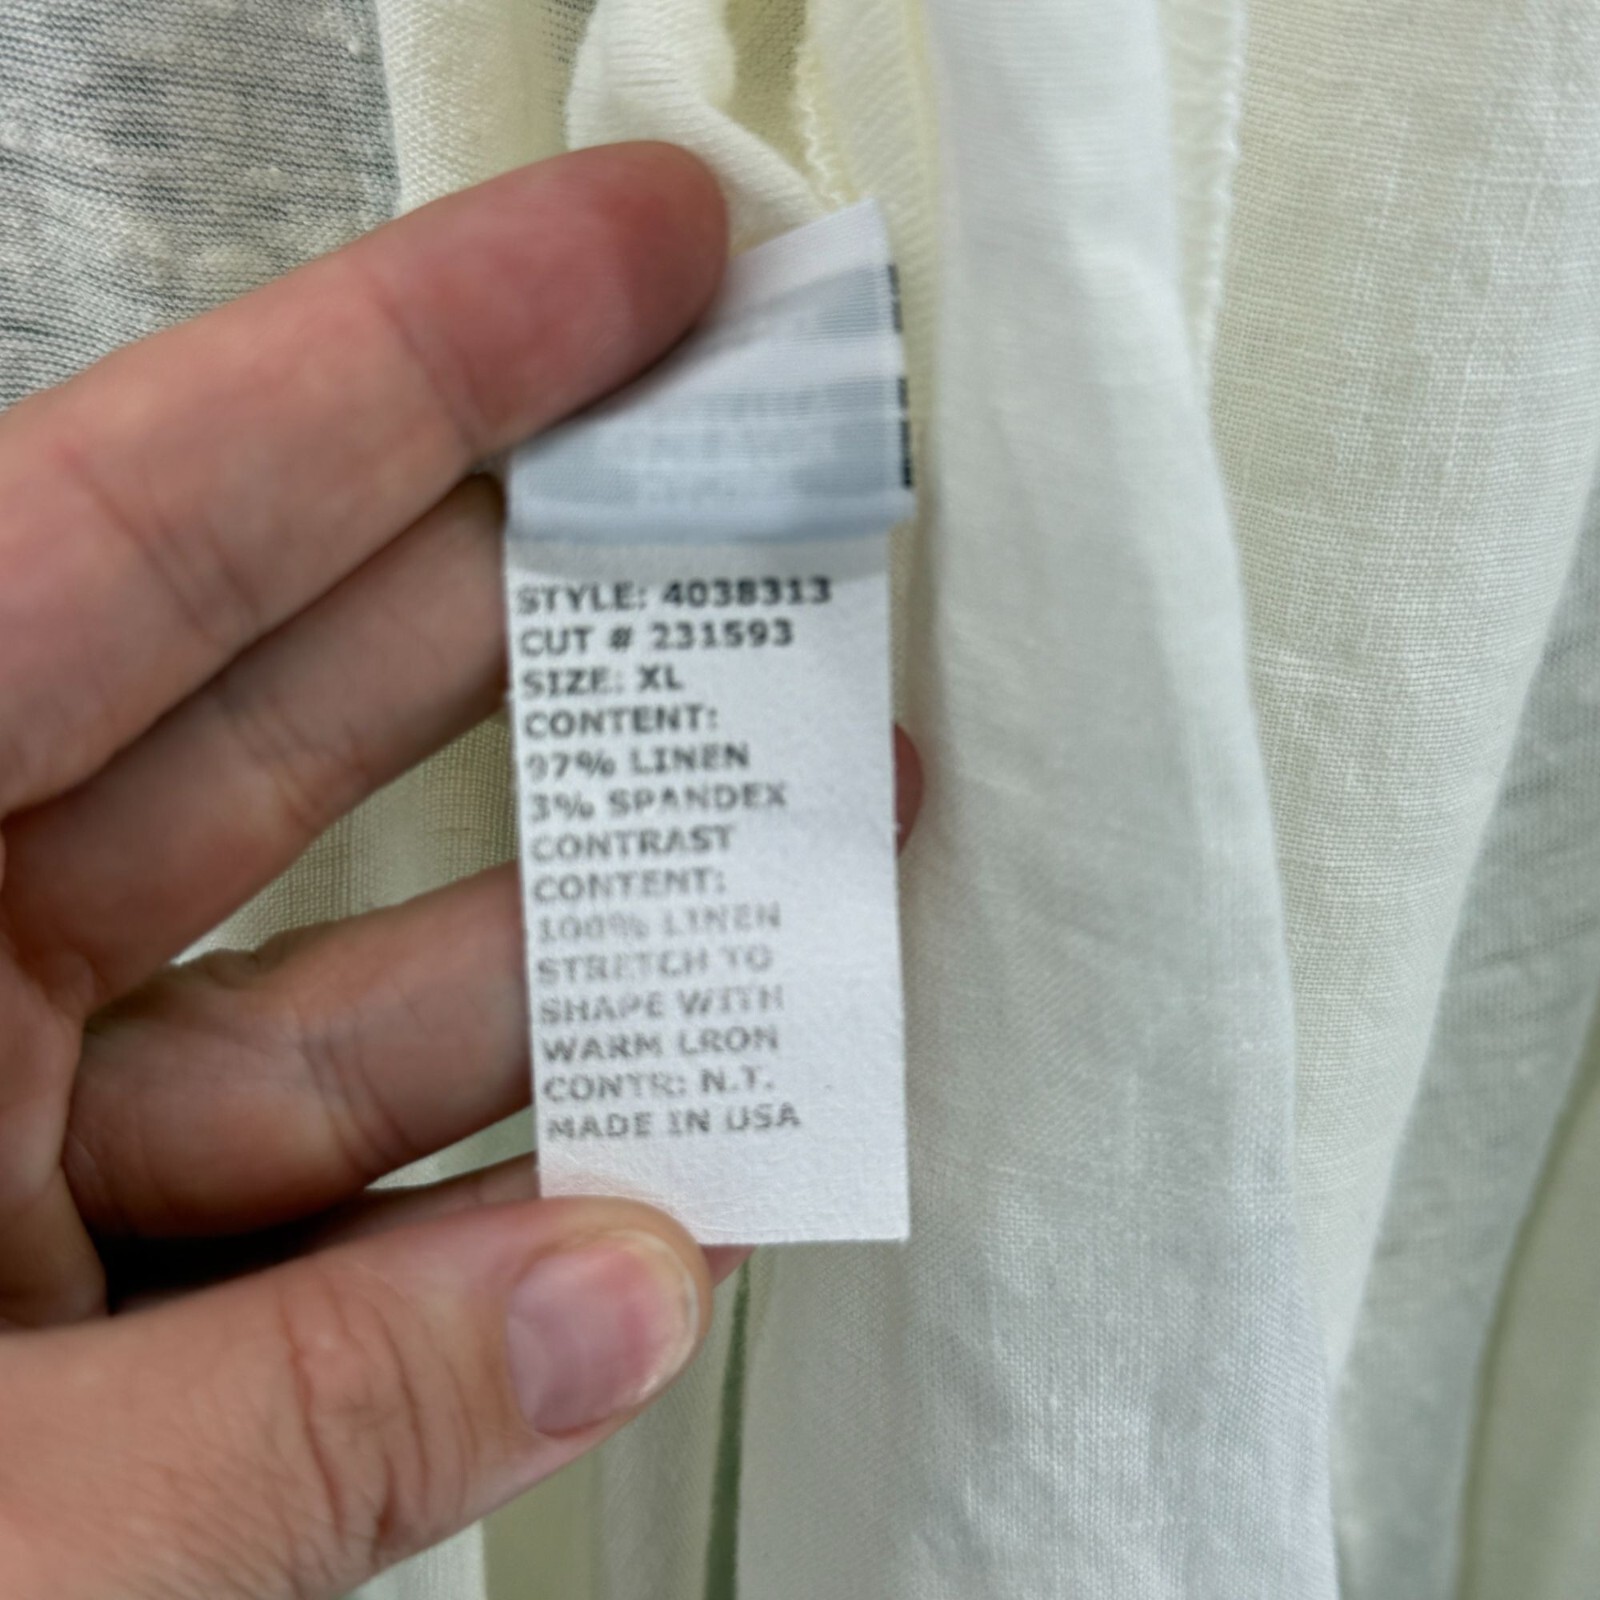 STYLE: 4038313
CUT # 231593
SIZE: XL
CONTENT:
97% LINEN
3% SPANDEX
CONTRAST
CONTENT:
100% LINEN
STRETCH TO
SHAPE WITH
WARM IRON
CONTR: N.T.
MADE IN USA